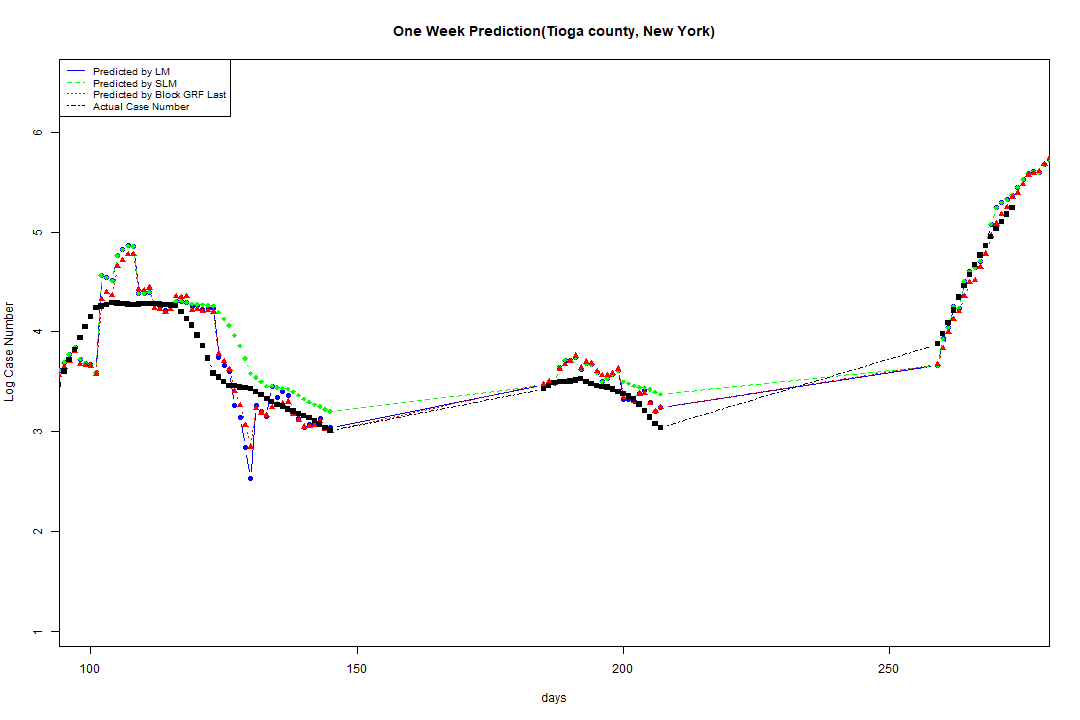 One Week Prediction(Tioga county, New York)
Predicted by LM
Predicted by SLM
Predicted by Block GRF Last
Actual Case Number
6
5
4
3
2
1
Log Case Number
100 150 200 250
days